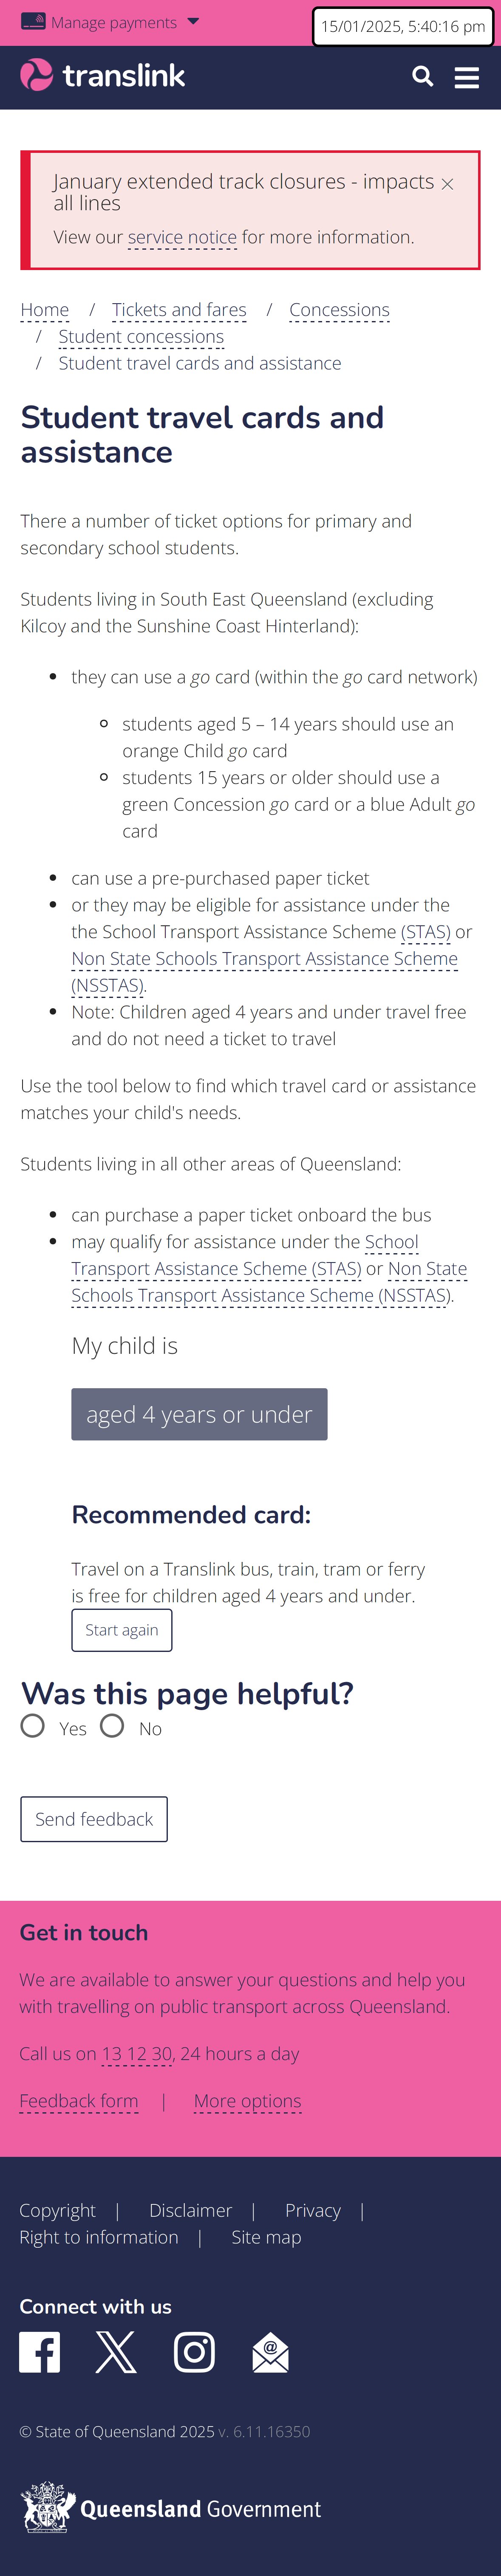 Manage payments
15/01/2025, 5:40:16 pm
translink
January extended track closures - impacts
all lines
View our service notice for more information.
Home / Tickets and fares / Concessions
/ Student concessions
/ Student travel cards and assistance
Student travel cards and
assistance
There a number of ticket options for primary and
secondary school students.
Students living in South East Queensland (excluding
Kilcoy and the Sunshine Coast Hinterland):
they can use a go card (within the go card network)
students aged 5 – 14 years should use an
orange Child go card
students 15 years or older should use a
green Concession go card or a blue Adult go
card
can use a pre-purchased paper ticket
or they may be eligible for assistance under the
the School Transport Assistance Scheme (STAS) or
Non State Schools Transport Assistance Scheme
(NSSTAS).
Note: Children aged 4 years and under travel free
and do not need a ticket to travel
Use the tool below to find which travel card or assistance
matches your child's needs.
Students living in all other areas of Queensland:
can purchase a paper ticket onboard the bus
may qualify for assistance under the School
Transport Assistance Scheme (STAS) or Non State
Schools Transport Assistance Scheme (NSSTAS).
My child is
aged 4 years or under
Recommended card:
Travel on a Translink bus, train, tram or ferry
is free for children aged 4 years and under.
Start again
Was this page helpful?
Yes No
Send feedback
Get in touch
We are available to answer your questions and help you
with travelling on public transport across Queensland.
Call us on 13 12 30, 24 hours a day
Feedback form | More options
Copyright | Disclaimer | Privacy |
Right to information | Site map
Connect with us
© State of Queensland 2025 v. 6.11.16350
Queensland Government